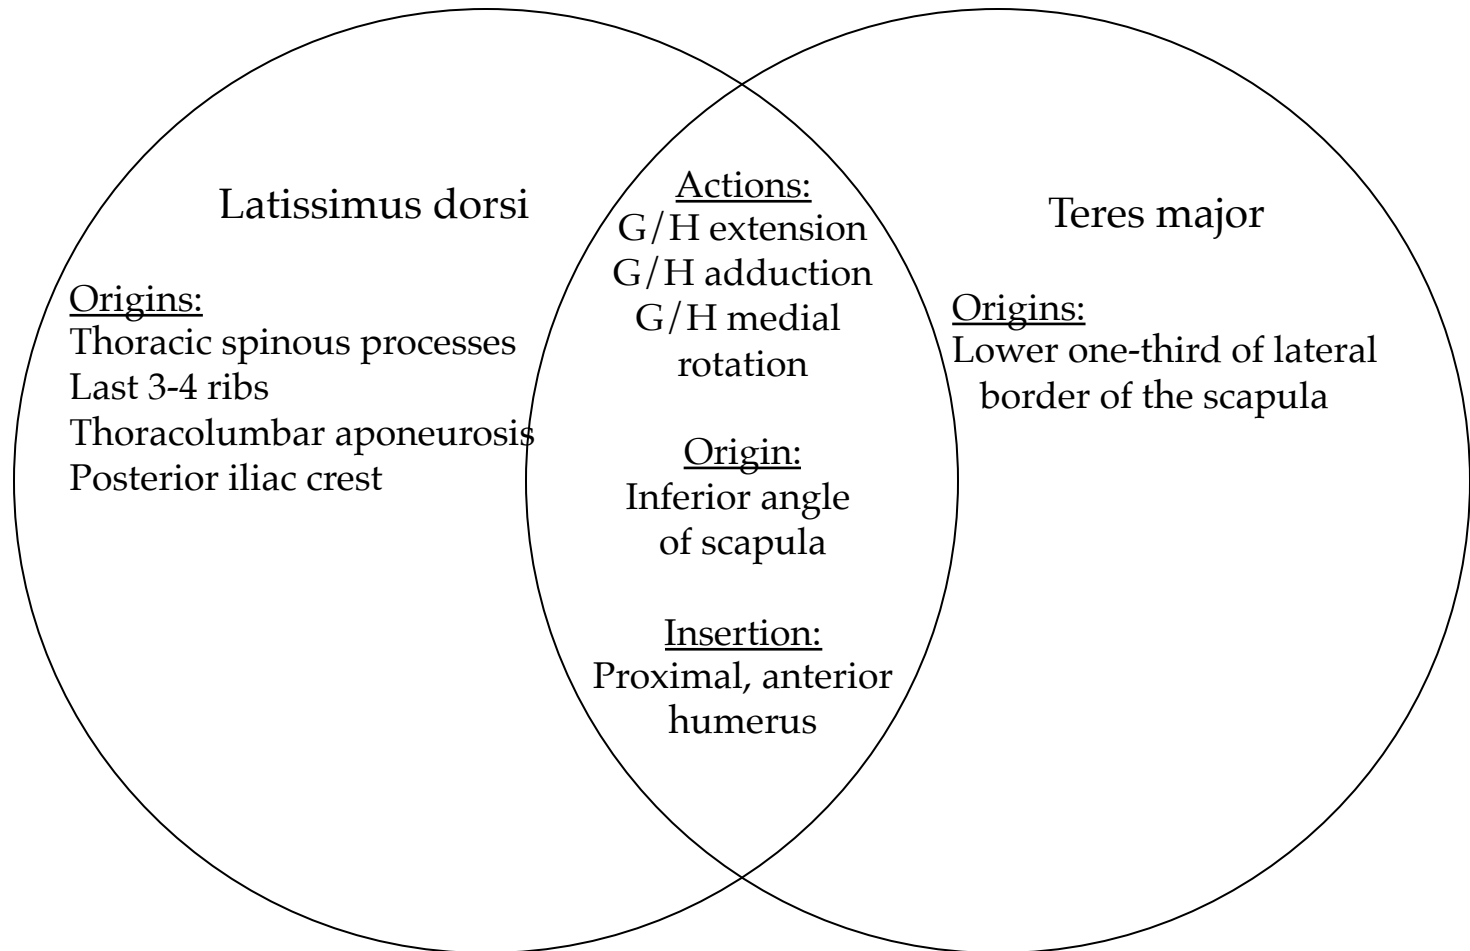 Latissimus dorsi
Origins:
Thoracic spinous processes
Last 3-4 ribs
Thoracolumbar aponeurosis
Posterior iliac crest
Actions:
G/H extension
G/H adduction
G/H medial
rotation
Origin:
Inferior angle
of scapula
Insertion:
Proximal, anterior
humerus
Teres major
Origins:
Lower one-third of lateral
border of the scapula